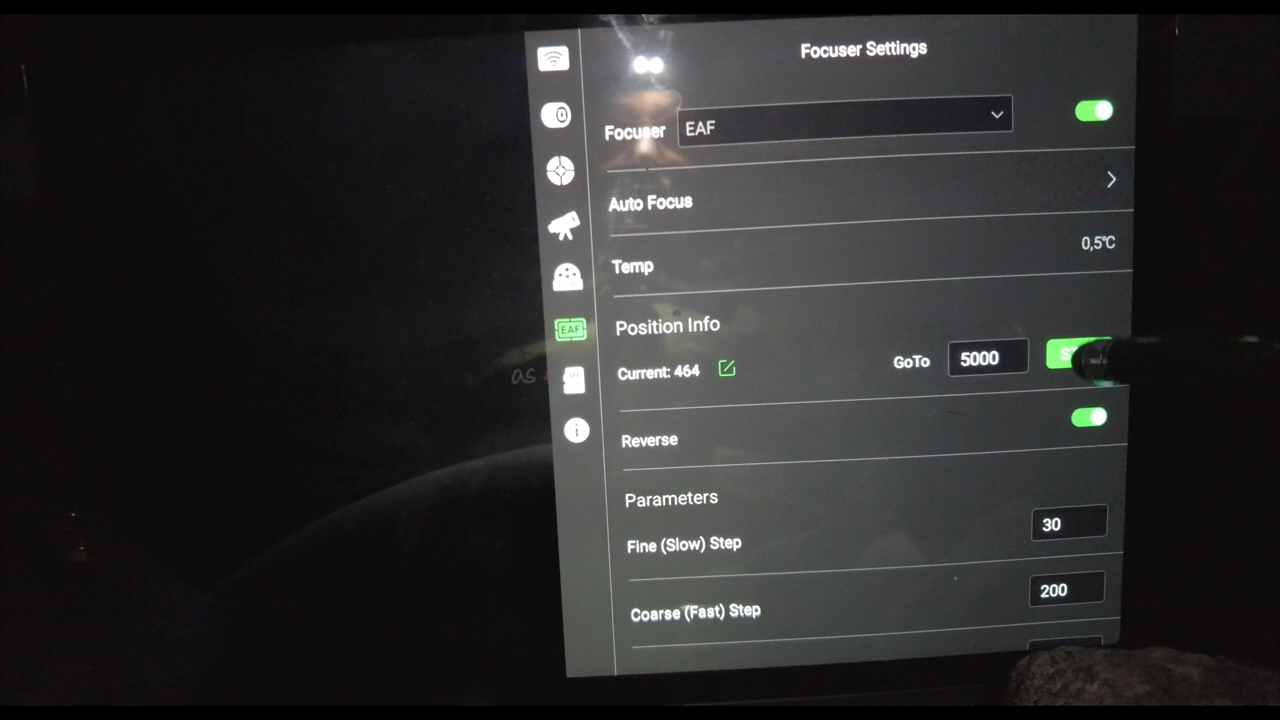 Focuser Settings
Focuser EAF
Auto Focus
Temp 0,5°C
Position Info
EAF
Current: 464 GoTo 5000
as
Reverse
Parameters
Fine (Slow) Step 30
Coarse (Fast) Step 200